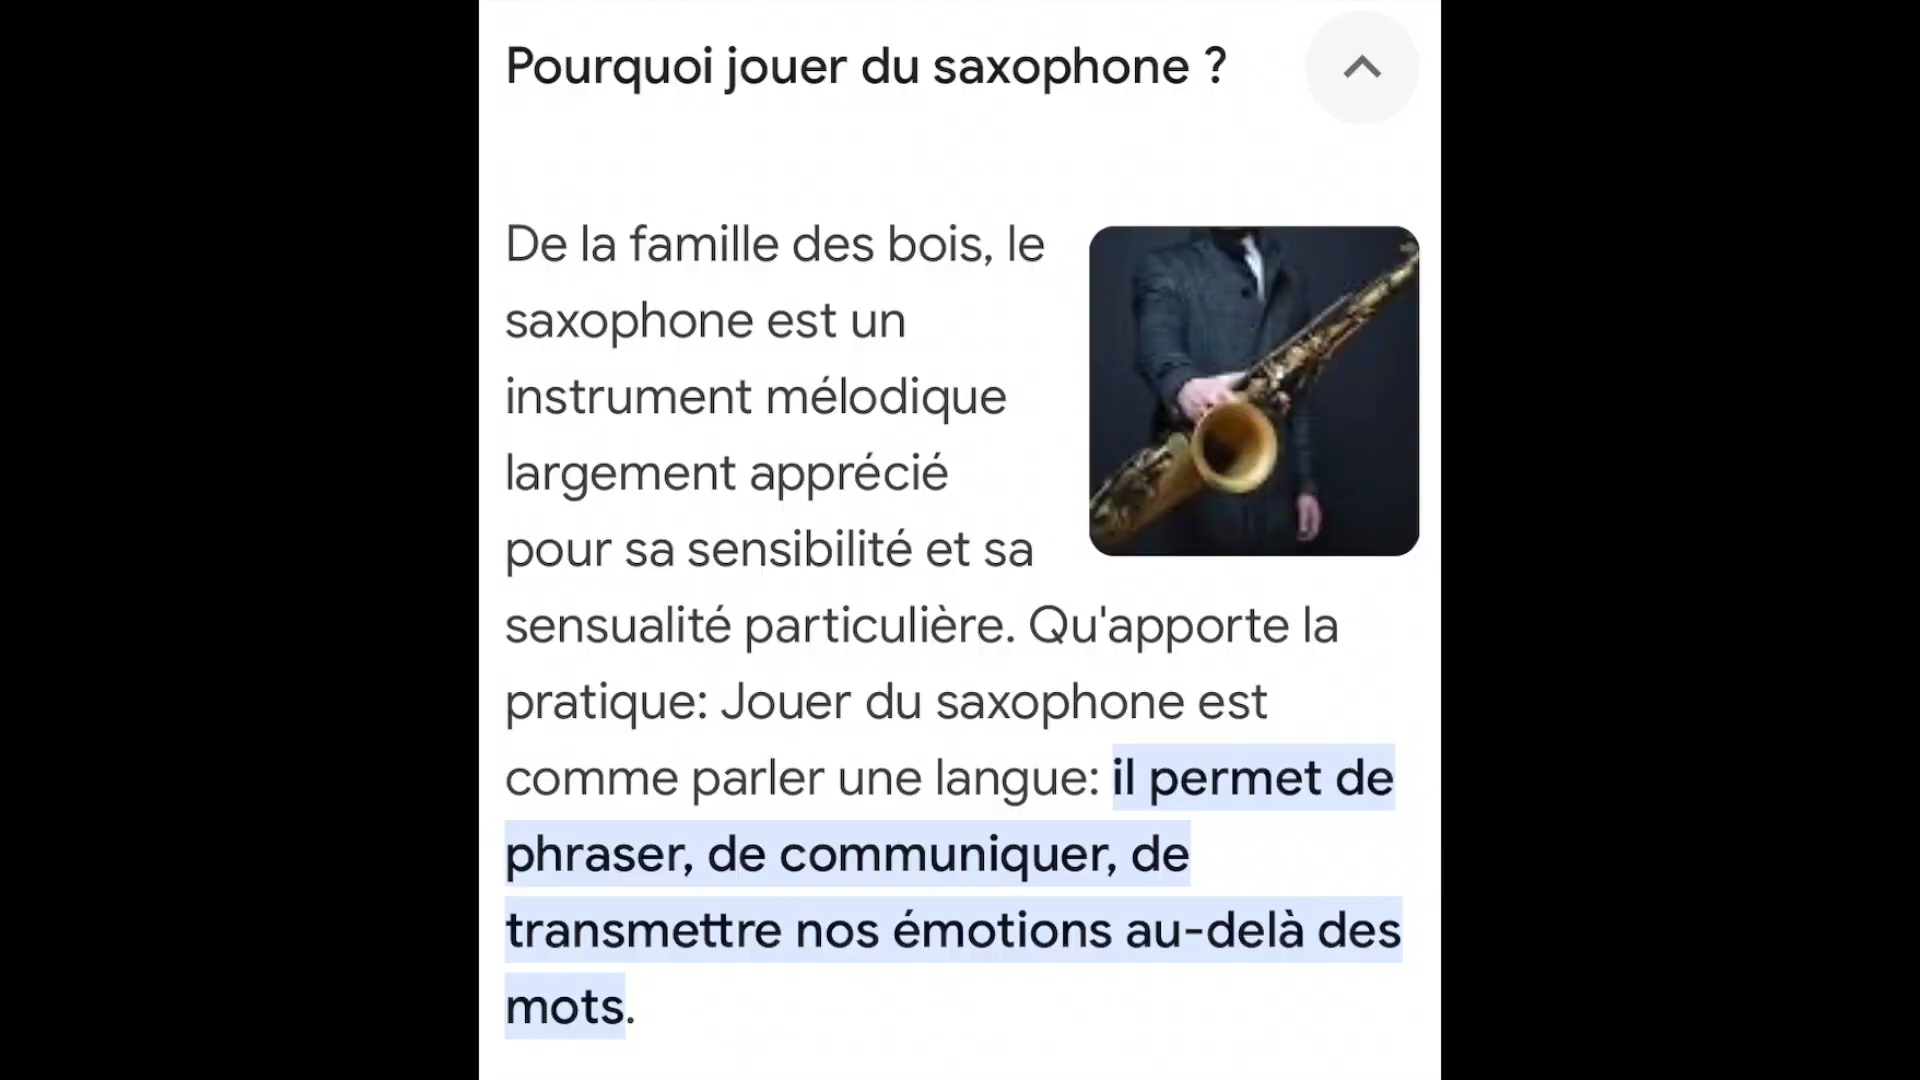 Pourquoi jouer du saxophone ?
De la famille des bois, le
saxophone est un
instrument mélodique
largement apprécié
pour sa sensibilité et sa
sensualité particulière. Qu'apporte la
pratique: Jouer du saxophone est
comme parler une langue: il permet de
phraser, de communiquer, de
transmettre nos émotions au-delà des
mots.